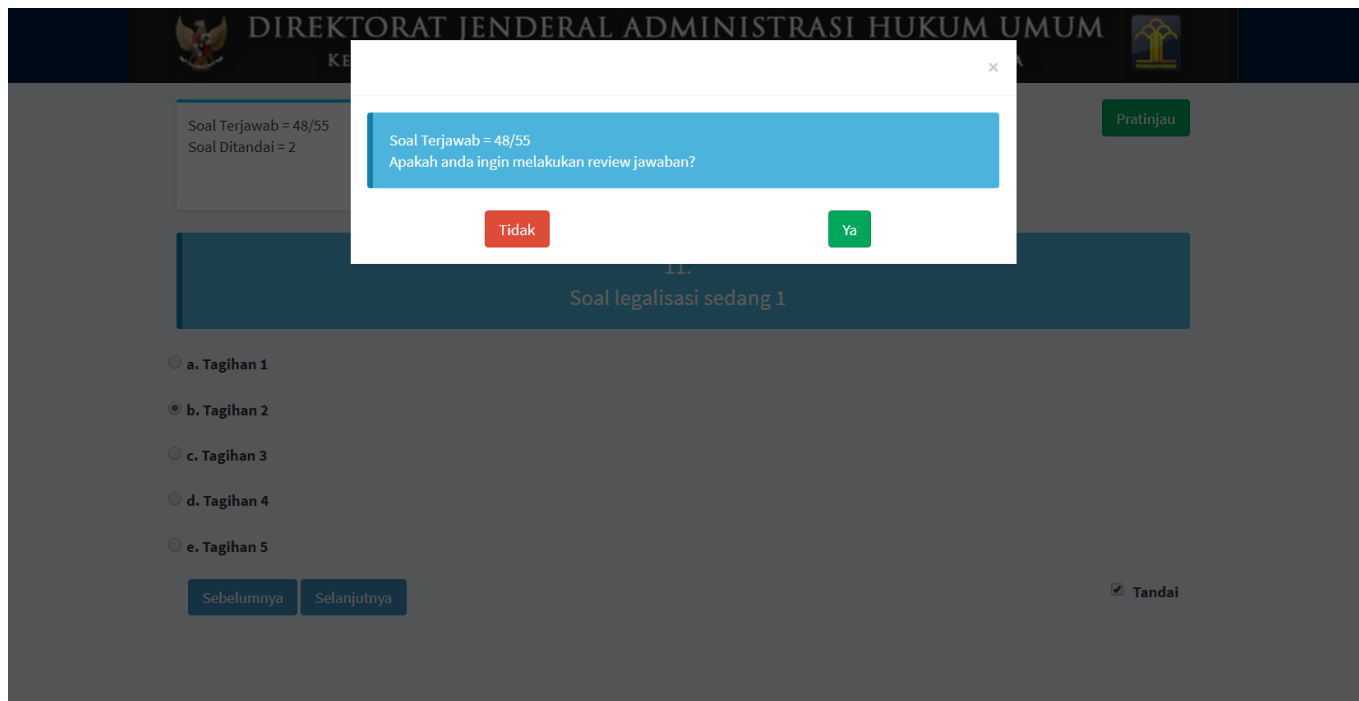 DIREKTORAT JENDERAL ADMINISTRASI HUKUM UMUM
KE
PENGAYOMAN
×
Soal Terjawab = 48/55
Soal Ditandai = 2
Pratinjau
Soal Terjawab = 48/55
Apakah anda ingin melakukan review jawaban?
Tidak
Ya
11.
Soal legalisasi sedang 1
a. Tagihan 1
b. Tagihan 2
c. Tagihan 3
d. Tagihan 4
e. Tagihan 5
Sebelumnya
Selanjutnya
Tandai